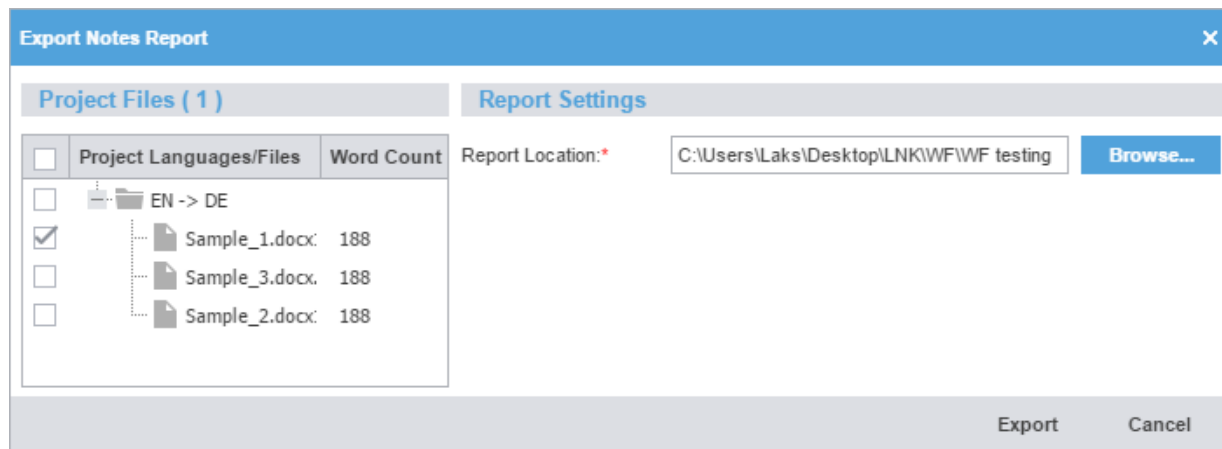 Export Notes Report
Project Files ( 1 )
Report Settings
Project Languages/Files Word Count
Report Location:* C:\Users\Laks\Desktop\LNK\WF\WF testing Browse...
EN -> DE
Sample_1.docx 188
Sample_3.docx. 188
Sample_2.docx 188
Export Cancel